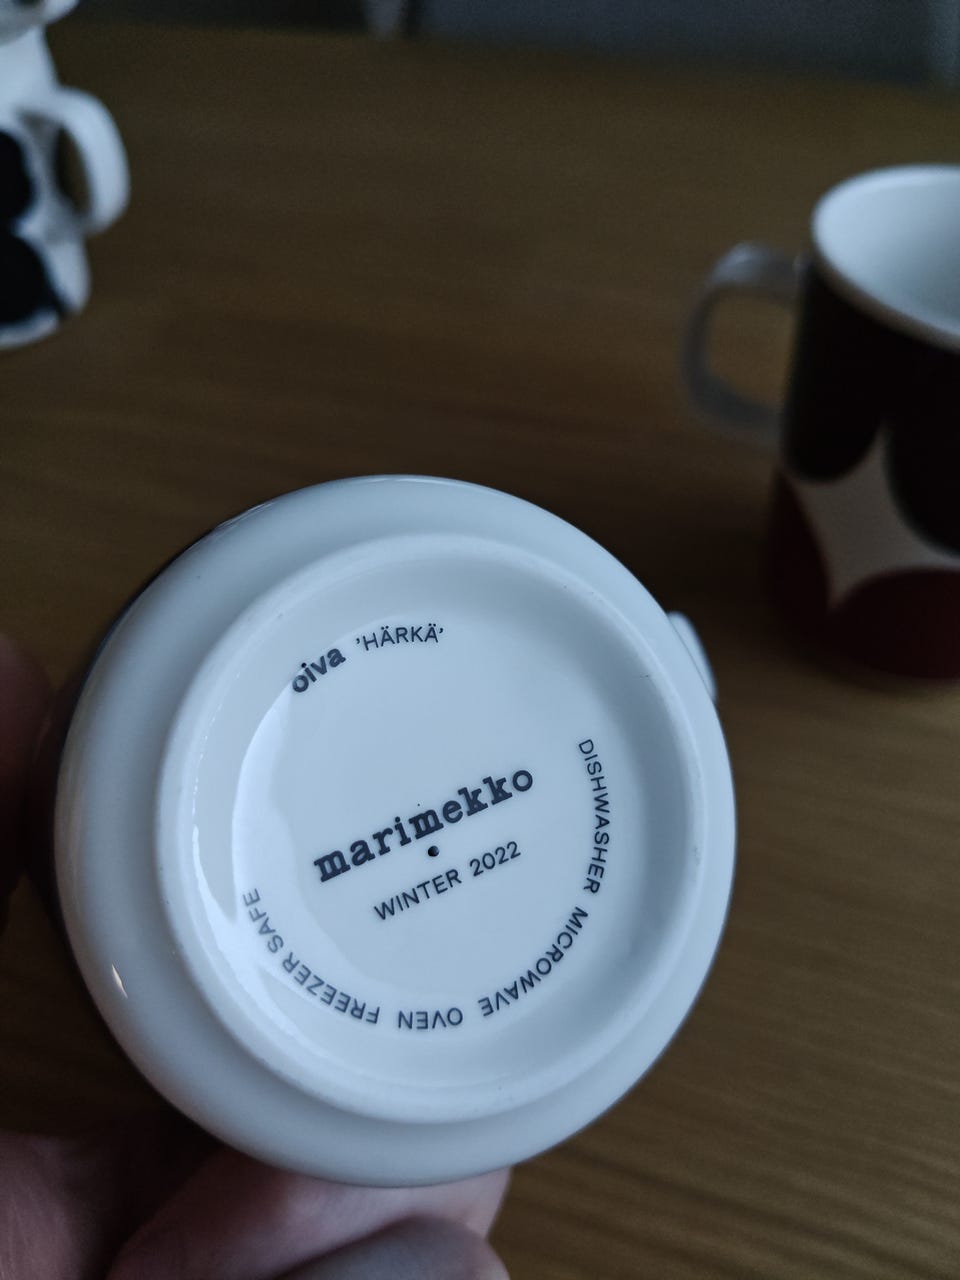 oiva 'HÄRKÄ'
marimekko
WINTER 2022
DISHWASHER MICROWAVE OVEN FREEZER SAFE